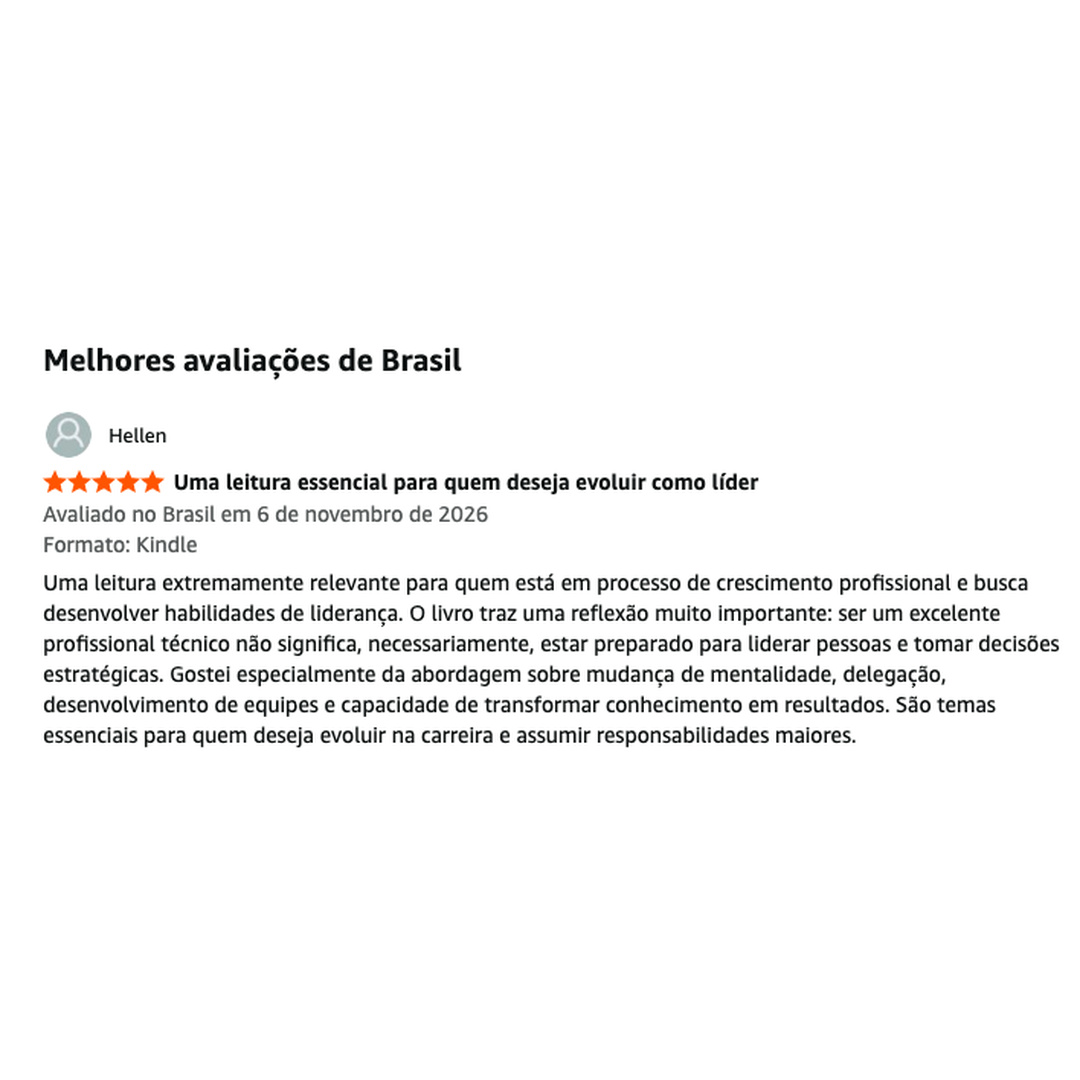 Melhores avaliações de Brasil
Hellen
Uma leitura essencial para quem deseja evoluir como líder
Avaliado no Brasil em 6 de novembro de 2026
Formato: Kindle
Uma leitura extremamente relevante para quem está em processo de crescimento profissional e busca
desenvolver habilidades de liderança. O livro traz uma reflexão muito importante: ser um excelente
profissional técnico não significa, necessariamente, estar preparado para liderar pessoas e tomar decisões
estratégicas. Gostei especialmente da abordagem sobre mudança de mentalidade, delegação,
desenvolvimento de equipes e capacidade de transformar conhecimento em resultados. São temas
essenciais para quem deseja evoluir na carreira e assumir responsabilidades maiores.